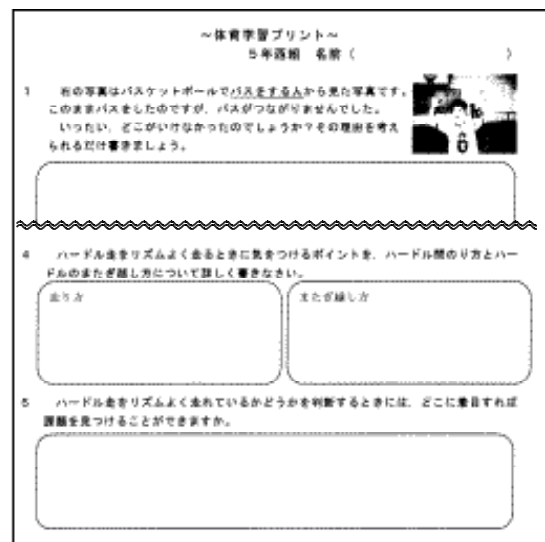 ～体育学習プリント～
5年西組 名前（　　　　　）
1　右の写真はバスケットボールでパスをする人から見た写真です。
このままパスをしたのですが、パスがつながりませんでした。
いったい、どこがいけなかったのでしょうか？その理由を考え
られるだけ書きましょう。
4　ハードル走をリズムよく走るときに気をつけるポイントを、ハードル間の走り方とハー
ドルのまたぎ越し方について詳しく書きなさい。
走り方
またぎ越し方
5　ハードル走をリズムよく走れているかどうかを判断するときには、どこに着目すれば
課題を見つけることができますか。